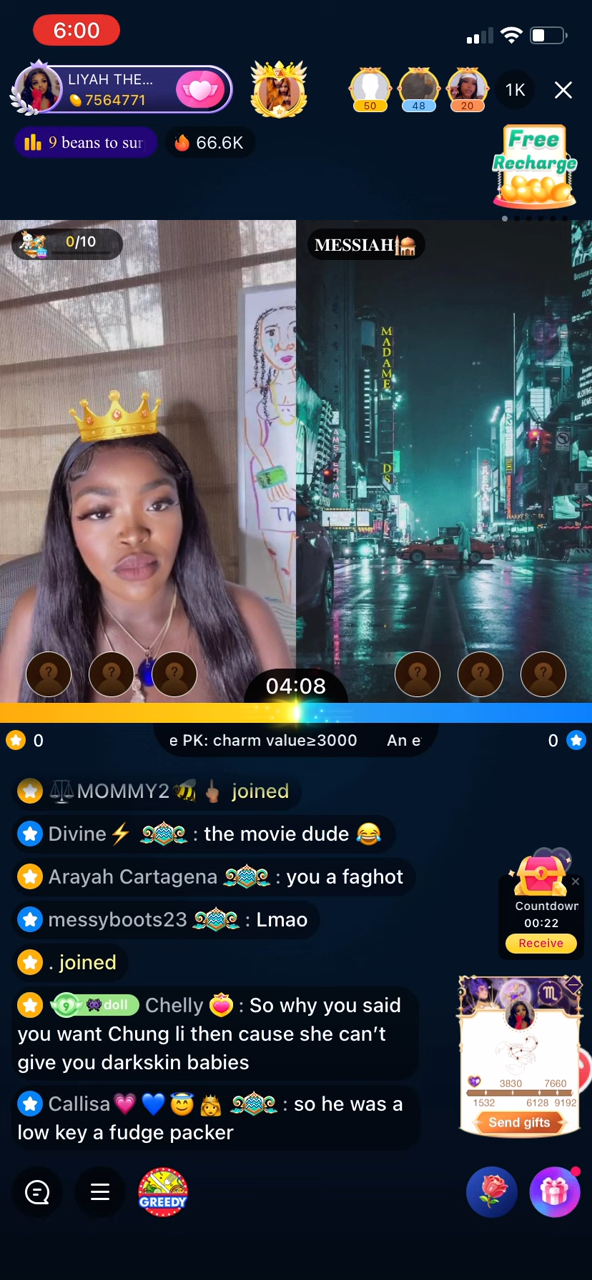 6:00
LIYAH THE...
7564771
50
48
20
1K
9 beans to sur
66.6K
Free
Recharge
0/10
MESSIAH
MADAME
Th
04:08
0
e PK: charm value≥3000 An e
0
MOMMY2 joined
Divine⚡ : the movie dude 😂
Arayah Cartagena : you a faghot
messyboots23 : Lmao
. joined
doll Chelly : So why you said
you want Chung li then cause she can't
give you darkskin babies
Callisa : so he was a
low key a fudge packer
Countdown
00:22
Receive
3830 7660
1532 6128 9192
Send gifts
GREEDY